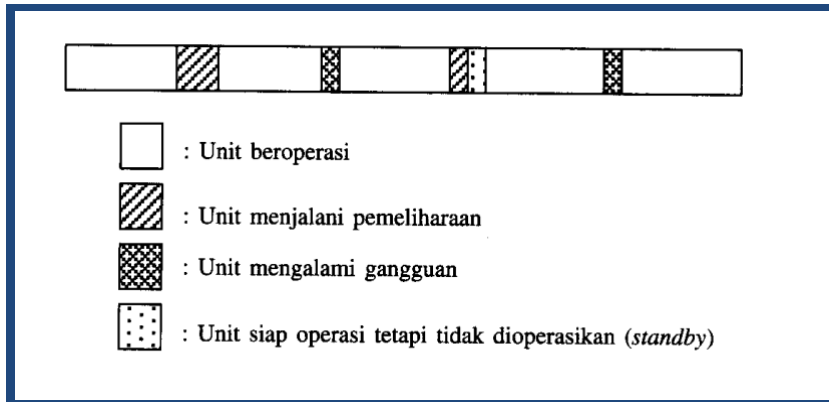 : Unit beroperasi
: Unit menjalani pemeliharaan
: Unit mengalami gangguan
: Unit siap operasi tetapi tidak dioperasikan (standby)